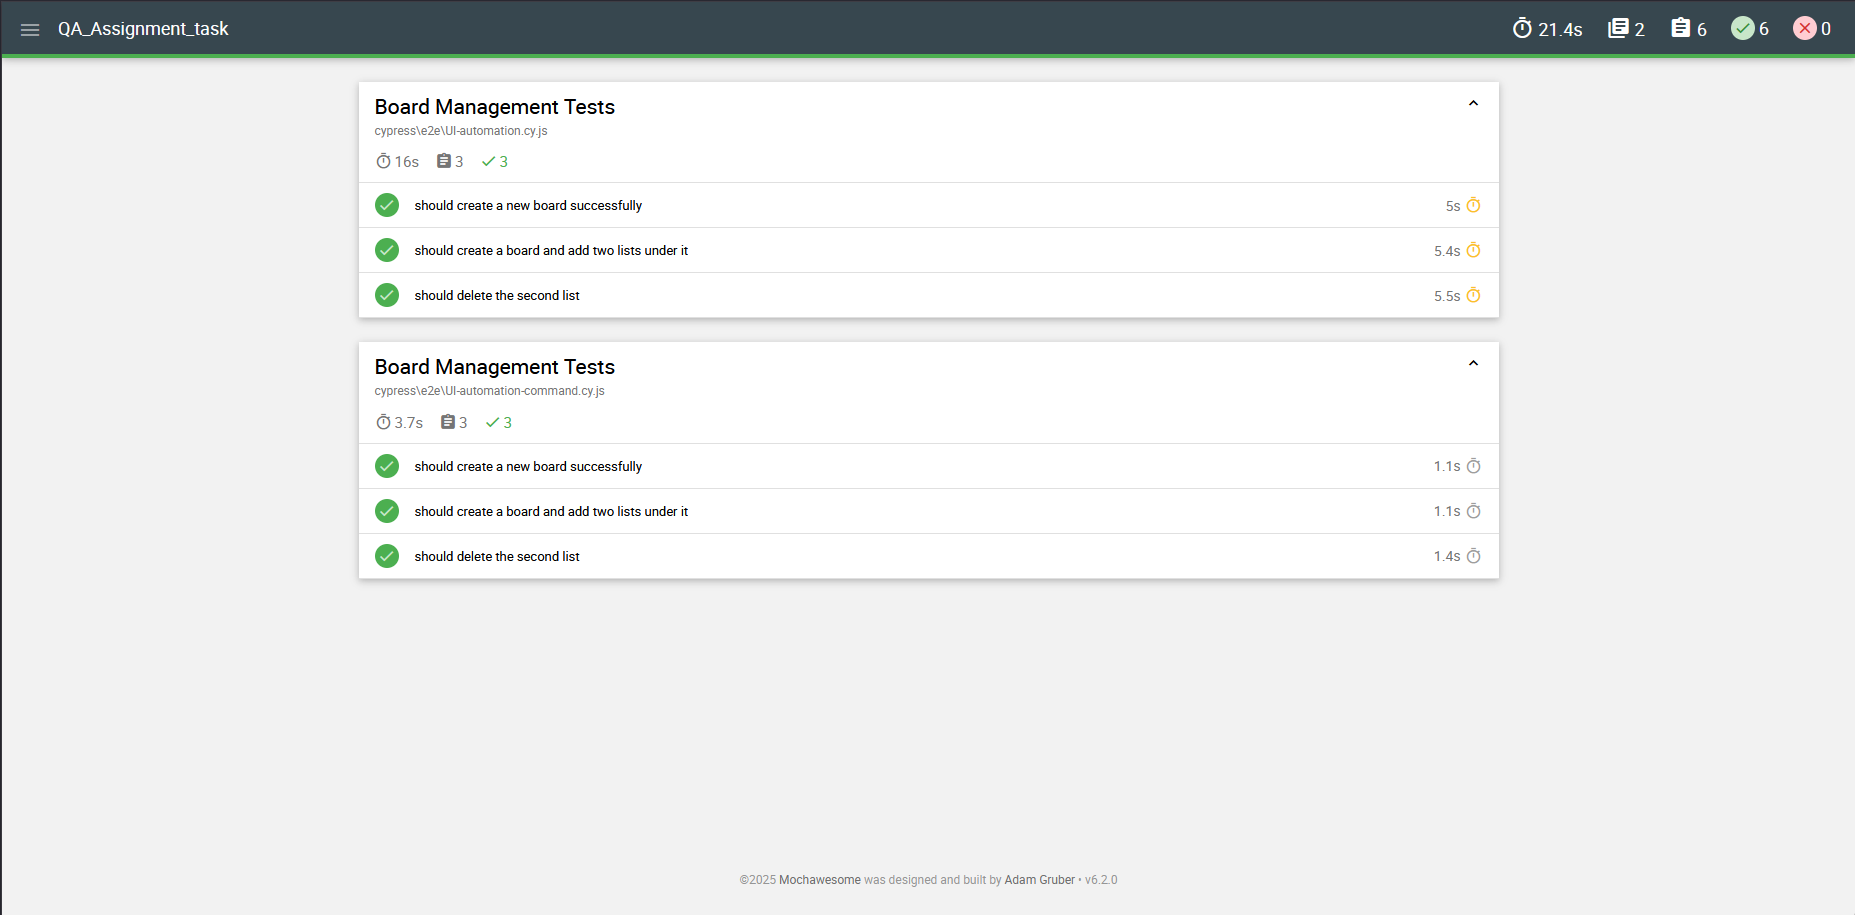 QA_Assignment_task 21.4s 2 6 6 0
Board Management Tests
cypress\e2e\UI-automation.cy.js
16s 3 3
should create a new board successfully 5s
should create a board and add two lists under it 5.4s
should delete the second list 5.5s
Board Management Tests
cypress\e2e\UI-automation-command.cy.js
3.7s 3 3
should create a new board successfully 1.1s
should create a board and add two lists under it 1.1s
should delete the second list 1.4s
©2025 Mochawesome was designed and built by Adam Gruber • v6.2.0